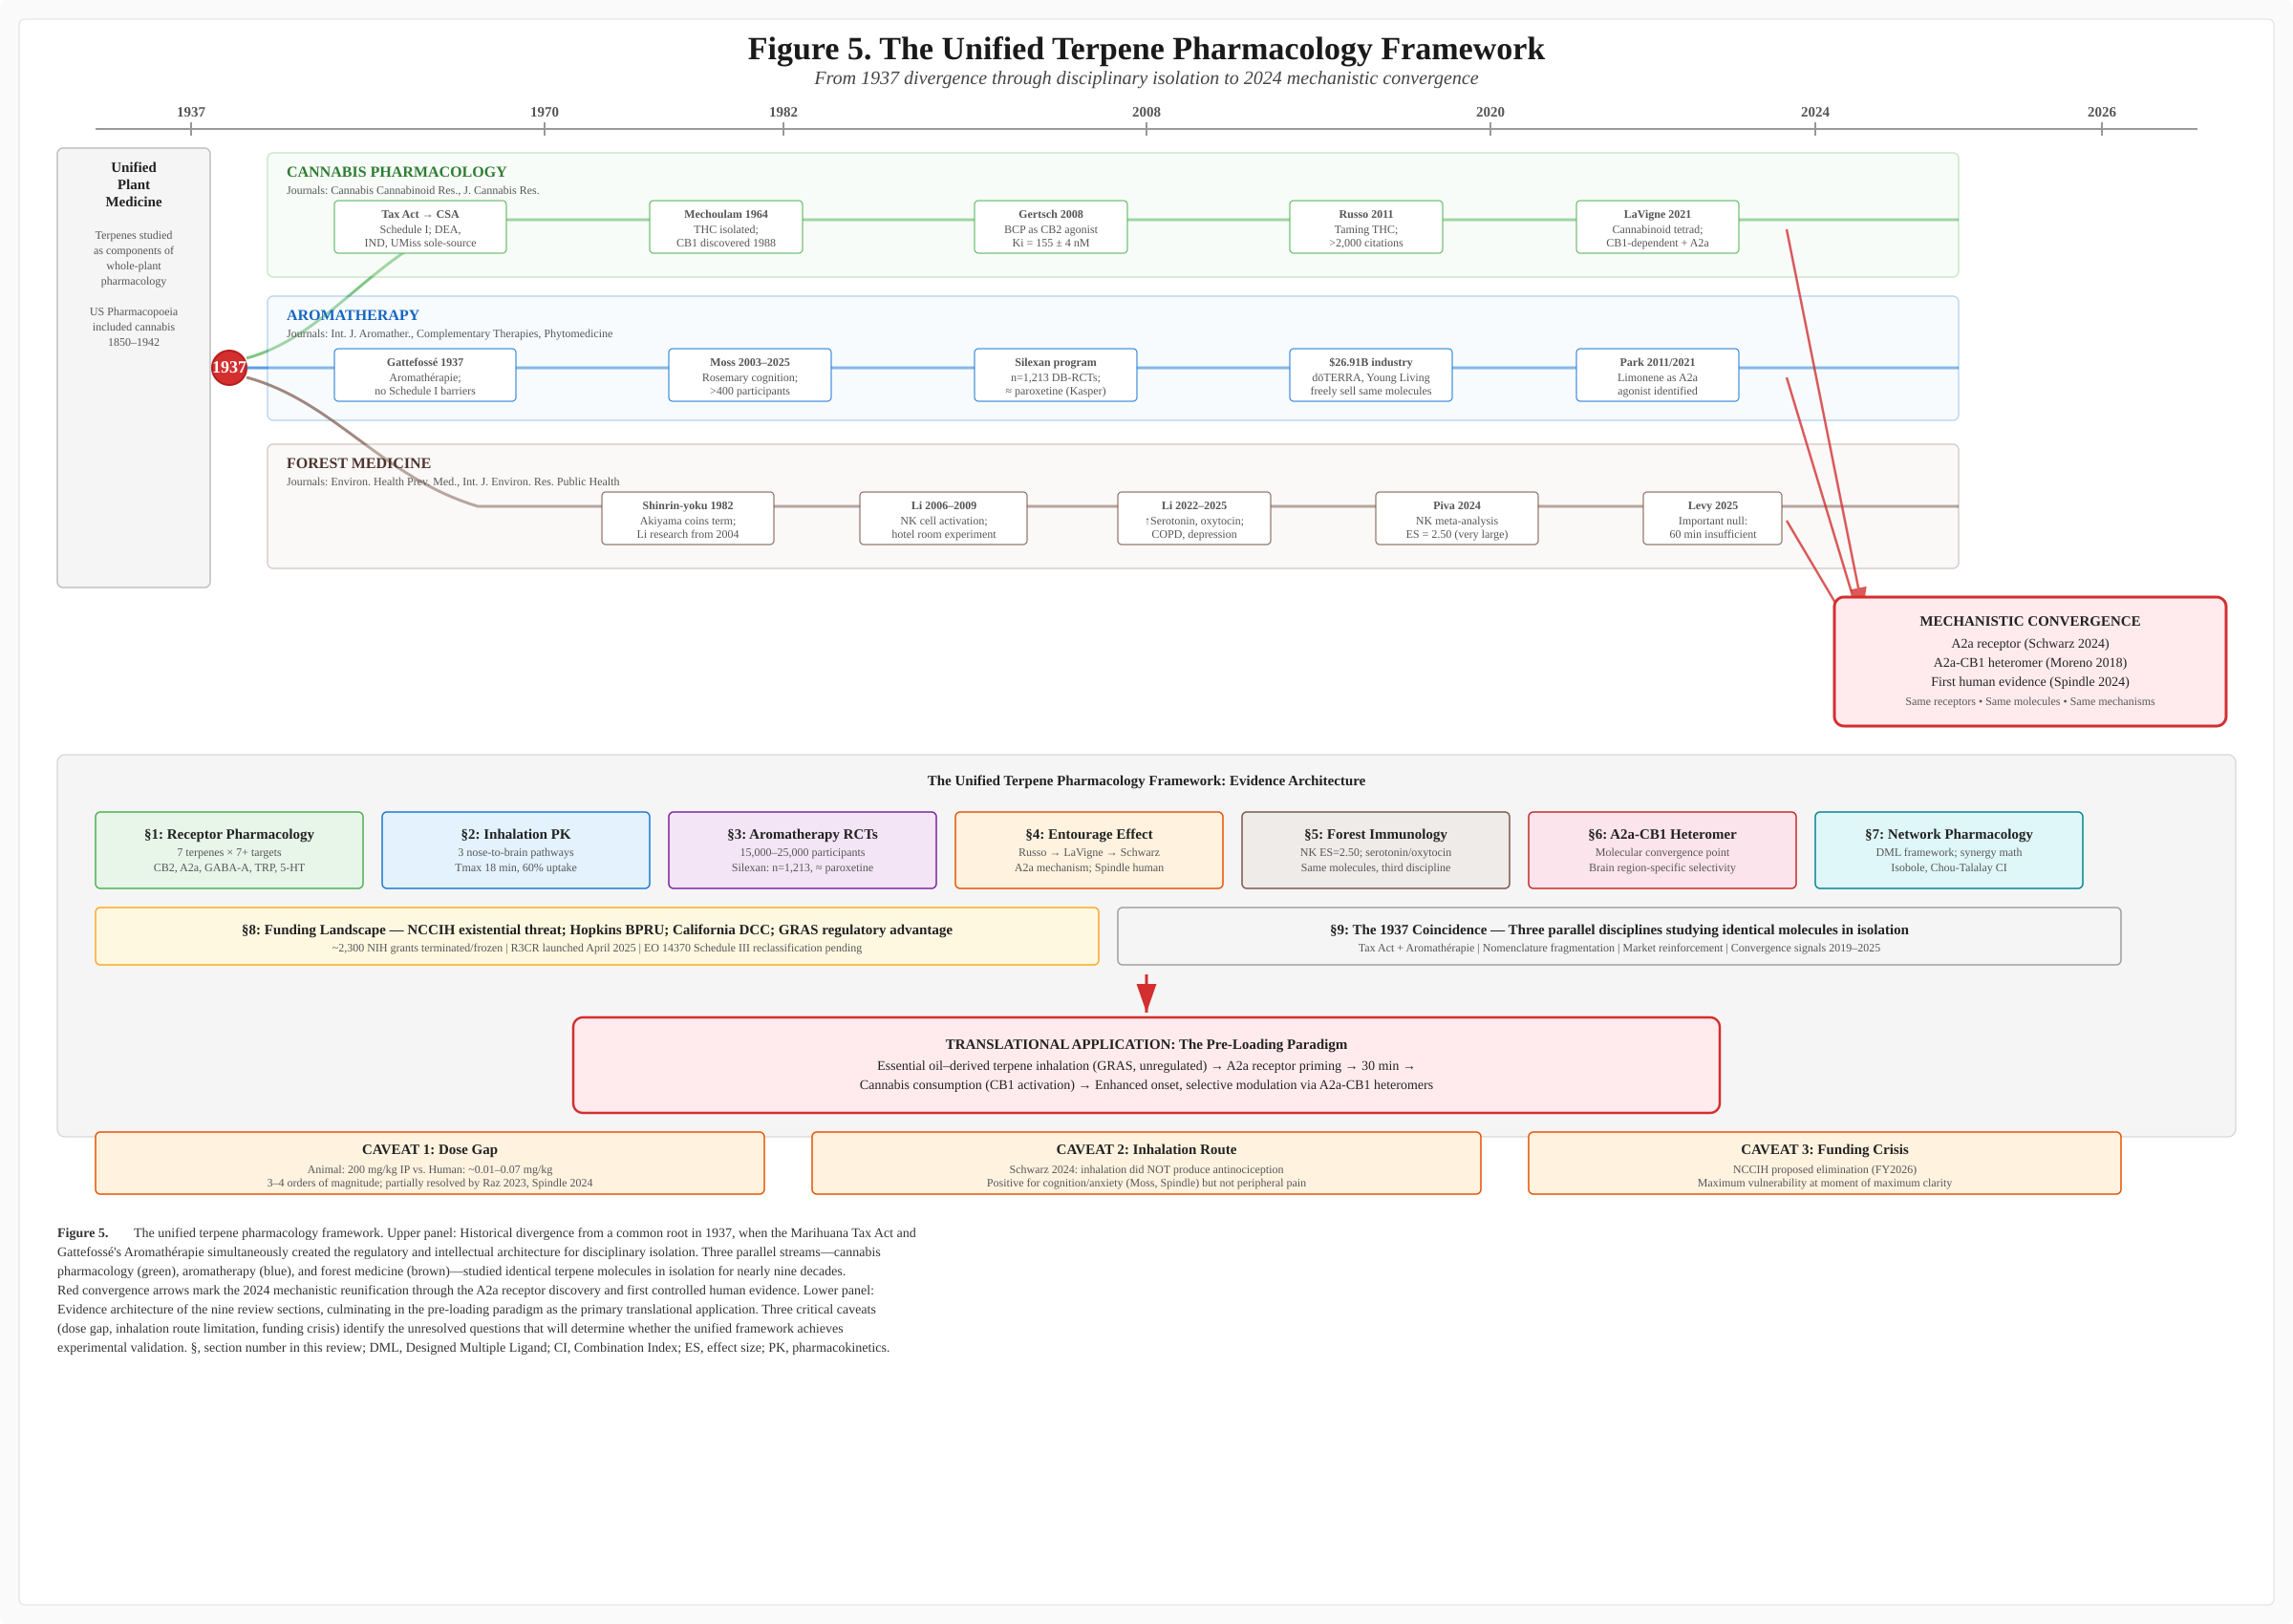 Figure 5. The Unified Terpene Pharmacology Framework
From 1937 divergence through disciplinary isolation to 2024 mechanistic convergence
1937 1970 1982 2008 2020 2024 2026
Unified
Plant
Medicine
Terpenes studied
as components of
whole-plant
pharmacology
US Pharmacopoeia
included cannabis
1850–1942
1937
CANNABIS PHARMACOLOGY
Journals: Cannabis Cannabinoid Res., J. Cannabis Res.
Tax Act → CSA
Schedule I; DEA,
IND, UMiss sole-source
Mechoulam 1964
THC isolated;
CB1 discovered 1988
Gertsch 2008
BCP as CB2 agonist
Ki = 155 ± 4 nM
Russo 2011
Taming THC;
>2,000 citations
LaVigne 2021
Cannabinoid tetrad;
CB1-dependent + A2a
AROMATHERAPY
Journals: Int. J. Aromather., Complementary Therapies, Phytomedicine
Gattefossé 1937
Aromathérapie;
no Schedule I barriers
Moss 2003–2025
Rosemary cognition;
>400 participants
Silexan program
n=1,213 DB-RCTs;
≈ paroxetine (Kasper)
$26.91B industry
dōTERRA, Young Living
freely sell same molecules
Park 2011/2021
Limonene as A2a
agonist identified
FOREST MEDICINE
Journals: Environ. Health Prev. Med., Int. J. Environ. Res. Public Health
Shinrin-yoku 1982
Akiyama coins term;
Li research from 2004
Li 2006–2009
NK cell activation;
hotel room experiment
Li 2022–2025
↑Serotonin, oxytocin;
COPD, depression
Piva 2024
NK meta-analysis
ES = 2.50 (very large)
Levy 2025
Important null:
60 min insufficient
MECHANISTIC CONVERGENCE
A2a receptor (Schwarz 2024)
A2a-CB1 heteromer (Moreno 2018)
First human evidence (Spindle 2024)
Same receptors • Same molecules • Same mechanisms
The Unified Terpene Pharmacology Framework: Evidence Architecture
§1: Receptor Pharmacology
7 terpenes × 7+ targets
CB2, A2a, GABA-A, TRP, 5-HT
§2: Inhalation PK
3 nose-to-brain pathways
Tmax 18 min, 60% uptake
§3: Aromatherapy RCTs
15,000–25,000 participants
Silexan: n=1,213, ≈ paroxetine
§4: Entourage Effect
Russo → LaVigne → Schwarz
A2a mechanism; Spindle human
§5: Forest Immunology
NK ES=2.50; serotonin/oxytocin
Same molecules, third discipline
§6: A2a-CB1 Heteromer
Molecular convergence point
Brain region-specific selectivity
§7: Network Pharmacology
DML framework; synergy math
Isobole, Chou-Talalay CI
§8: Funding Landscape — NCCIH existential threat; Hopkins BPRU; California DCC; GRAS regulatory advantage
~2,300 NIH grants terminated/frozen | R3CR launched April 2025 | EO 14370 Schedule III reclassification pending
§9: The 1937 Coincidence — Three parallel disciplines studying identical molecules in isolation
Tax Act + Aromathérapie | Nomenclature fragmentation | Market reinforcement | Convergence signals 2019–2025
TRANSLATIONAL APPLICATION: The Pre-Loading Paradigm
Essential oil–derived terpene inhalation (GRAS, unregulated) → A2a receptor priming → 30 min →
Cannabis consumption (CB1 activation) → Enhanced onset, selective modulation via A2a-CB1 heteromers
CAVEAT 1: Dose Gap
Animal: 200 mg/kg IP vs. Human: ~0.01–0.07 mg/kg
3–4 orders of magnitude; partially resolved by Raz 2023, Spindle 2024
CAVEAT 2: Inhalation Route
Schwarz 2024: inhalation did NOT produce antinociception
Positive for cognition/anxiety (Moss, Spindle) but not peripheral pain
CAVEAT 3: Funding Crisis
NCCIH proposed elimination (FY2026)
Maximum vulnerability at moment of maximum clarity
Figure 5. The unified terpene pharmacology framework. Upper panel: Historical divergence from a common root in 1937, when the Marihuana Tax Act and
Gattefossé's Aromathérapie simultaneously created the regulatory and intellectual architecture for disciplinary isolation. Three parallel streams—cannabis
pharmacology (green), aromatherapy (blue), and forest medicine (brown)—studied identical terpene molecules in isolation for nearly nine decades.
Red convergence arrows mark the 2024 mechanistic reunification through the A2a receptor discovery and first controlled human evidence. Lower panel:
Evidence architecture of the nine review sections, culminating in the pre-loading paradigm as the primary translational application. Three critical caveats
(dose gap, inhalation route limitation, funding crisis) identify the unresolved questions that will determine whether the unified framework achieves
experimental validation. §, section number in this review; DML, Designed Multiple Ligand; CI, Combination Index; ES, effect size; PK, pharmacokinetics.